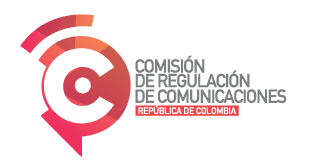 COMISIÓN
DE REGULACIÓN
DE COMUNICACIONES
REPÚBLICA DE COLOMBIA